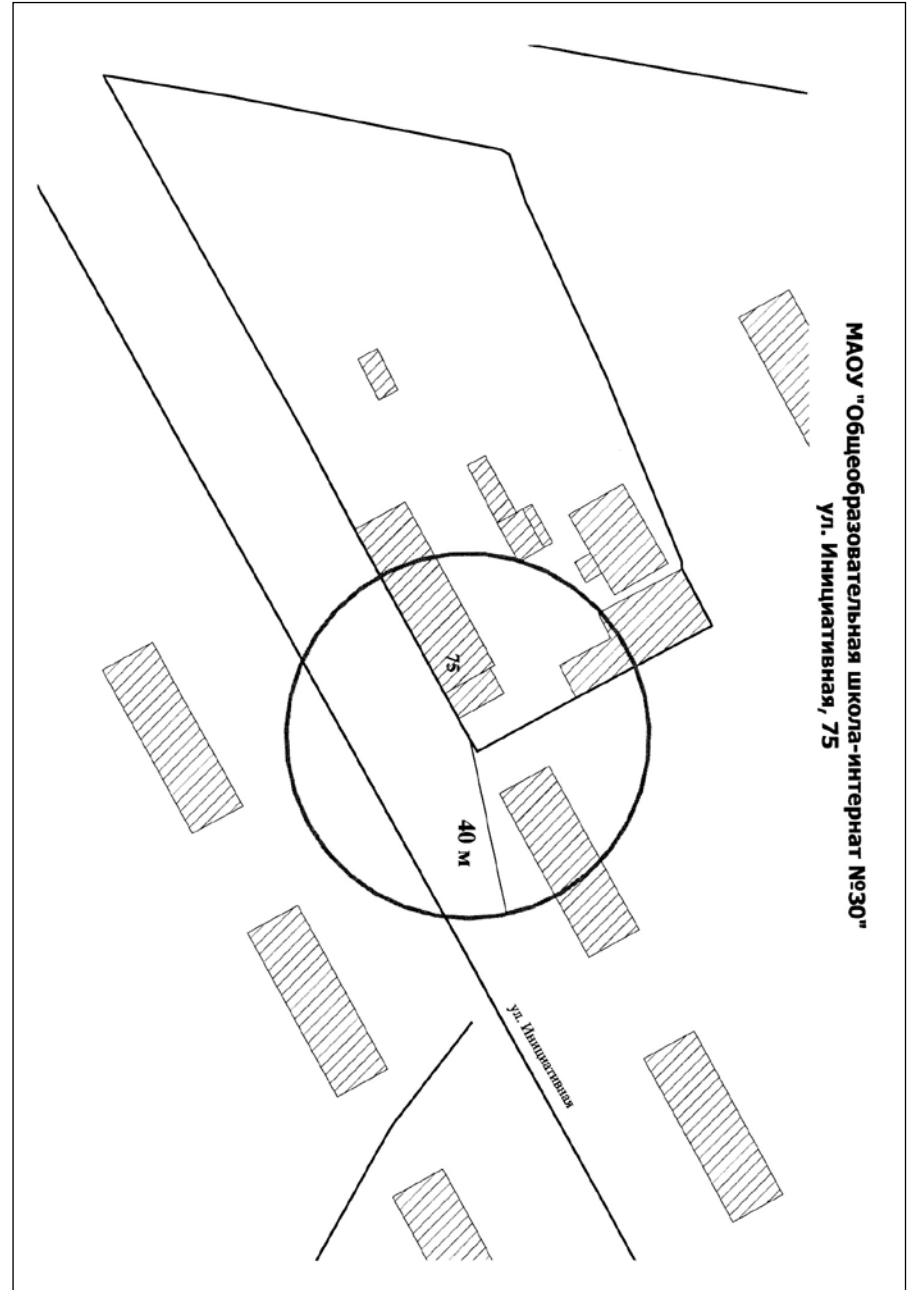 МАОУ "Общеобразовательная школа-интернат №30"
ул. Инициативная, 75
75
40 м
ул. Инициативная